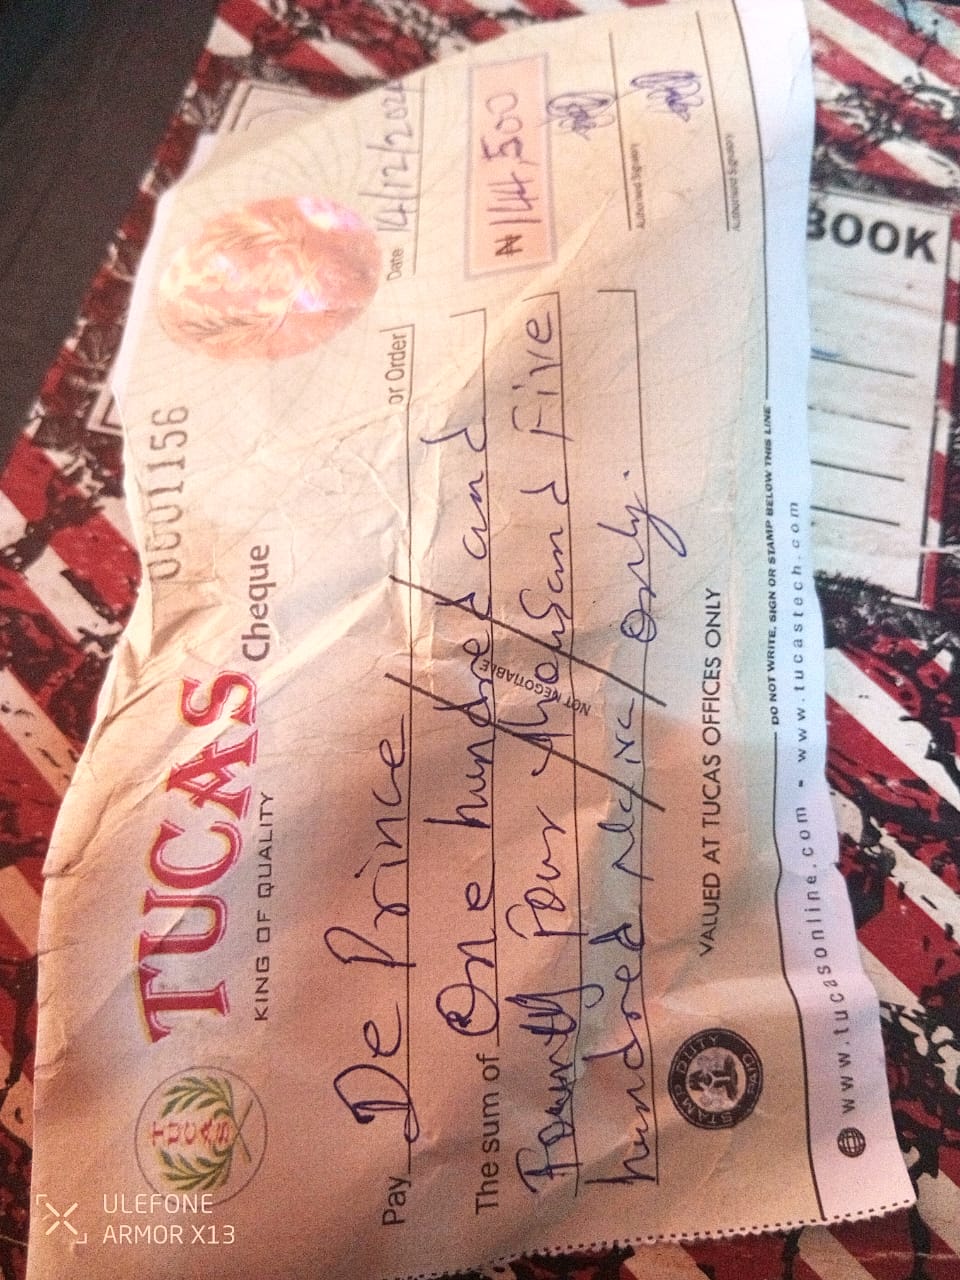 TUCAS
TUCAS
KING OF QUALITY
Cheque
0001156
Date 14/12/2024
Pay De Prince or Order
The sum of One hundred and
Fourty four thousand Five
hundred Naira Only.
₦144,500
NOT NEGOTIABLE
Authorised Signatory
Authorised Signatory
VALUED AT TUCAS OFFICES ONLY
STAMP DUTY
DO NOT WRITE, SIGN OR STAMP BELOW THIS LINE
www.tucasonline.com - www.tucastech.com
BOOK
ULEFONE
ARMOR X13